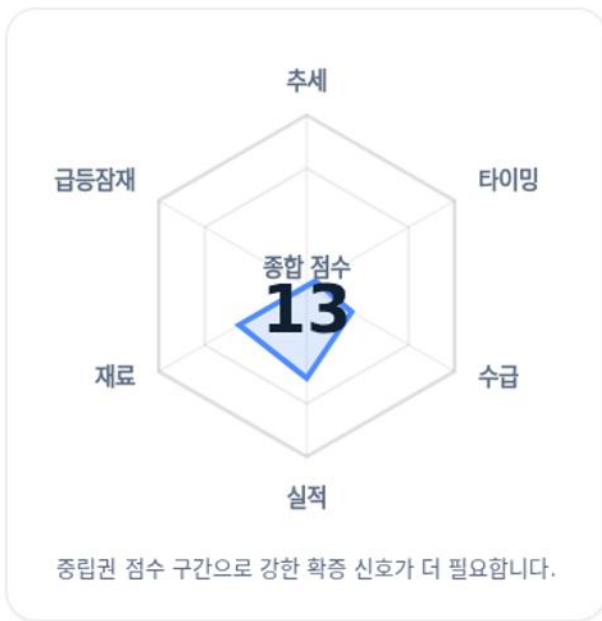 추세
급등잠재
타이밍
종합 점수
13
재료
수급
실적
중립권 점수 구간으로 강한 확증 신호가 더 필요합니다.